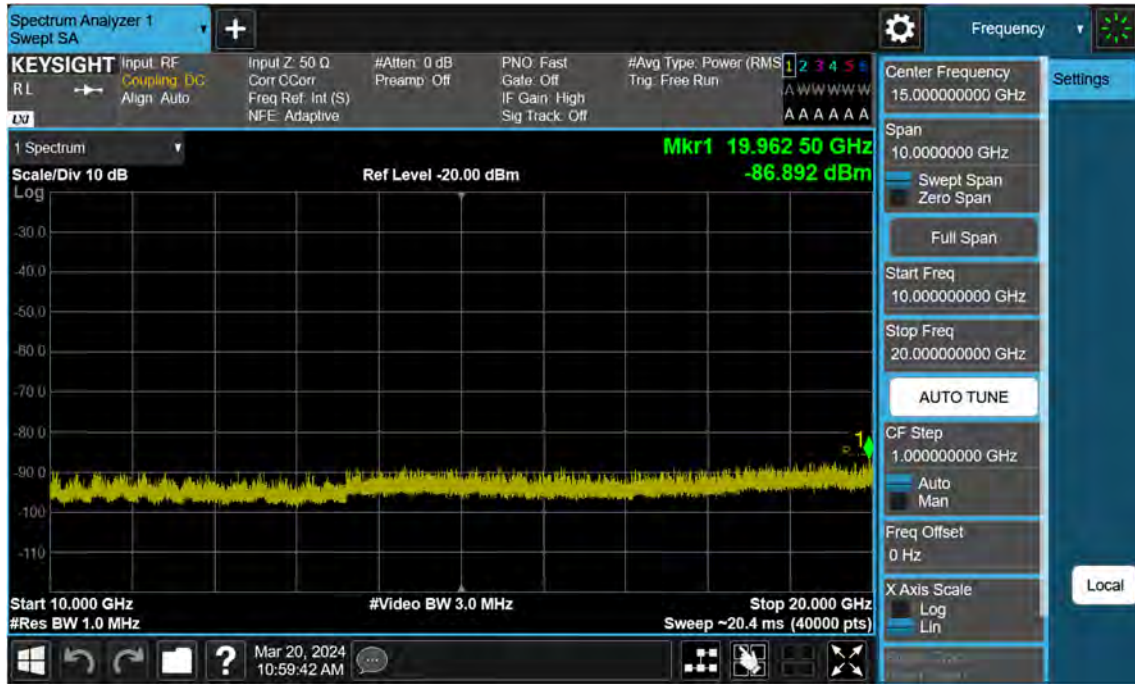 Spectrum Analyzer 1
Swept SA
+
Frequency
KEYSIGHT
RL
LXI
Input: RF
Coupling: DC
Align: Auto
Input Z: 50 Ω
Corr CCorr
Freq Ref: Int (S)
NFE: Adaptive
#Atten: 0 dB
Preamp: Off
PNO: Fast
Gate: Off
IF Gain: High
Sig Track: Off
#Avg Type: Power (RMS
Trig: Free Run
1 2 3 4 5 6
A W W W W W
A A A A A A
1 Spectrum
Mkr1 19.962 50 GHz
Scale/Div 10 dB
Ref Level -20.00 dBm
-86.892 dBm
Log
-30.0
-40.0
-50.0
-60.0
-70.0
-80.0
1
-90.0
-100
-110
Start 10.000 GHz
#Video BW 3.0 MHz
Stop 20.000 GHz
#Res BW 1.0 MHz
Sweep ~20.4 ms (40000 pts)
?
Mar 20, 2024
10:59:42 AM
Center Frequency
15.000000000 GHz
Span
10.0000000 GHz
Swept Span
Zero Span
Full Span
Start Freq
10.000000000 GHz
Stop Freq
20.000000000 GHz
AUTO TUNE
CF Step
1.000000000 GHz
Auto
Man
Freq Offset
0 Hz
X Axis Scale
Log
Lin
Settings
Local